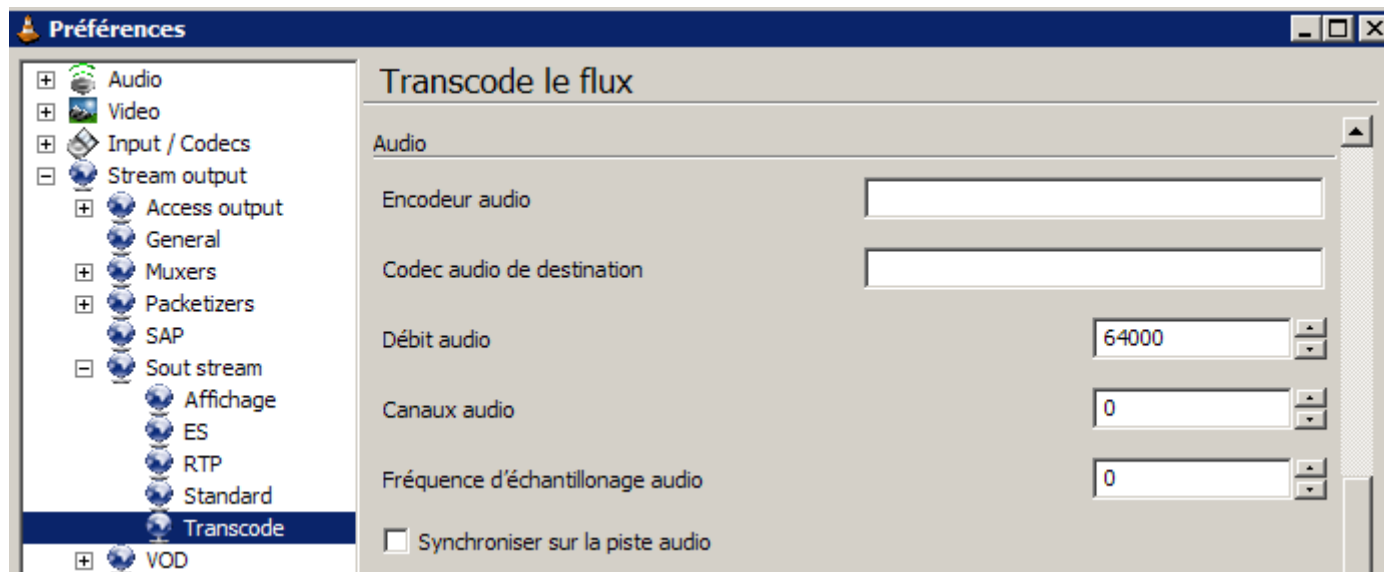 Préférences
Audio
Video
Input / Codecs
Stream output
Access output
General
Muxers
Packetizers
SAP
Sout stream
Affichage
ES
RTP
Standard
Transcode
VOD
Transcode le flux
Audio
Encodeur audio
Codec audio de destination
Débit audio
64000
Canaux audio
0
Fréquence d'échantillonage audio
0
Synchroniser sur la piste audio